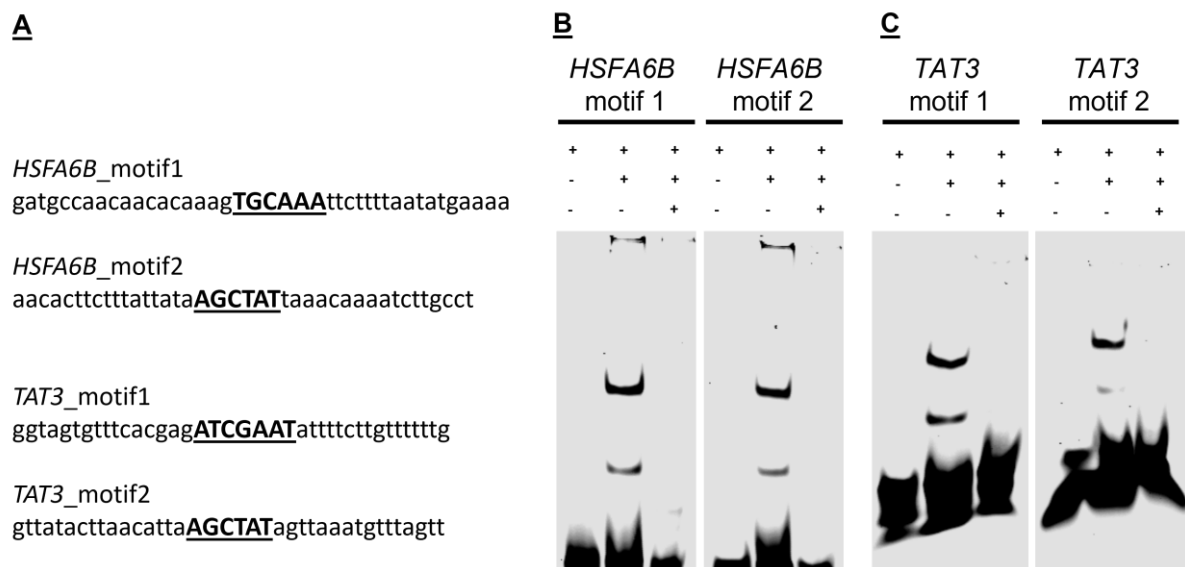 A
HSFA6B_motif1
gatgccaacaacacaaagTGCAAAttcttttaatatgaaaa
HSFA6B_motif2
aacacttctttattataAGCTATtaaacaaaatcttgcct
TAT3_motif1
ggtagtgtttcacgagATCGAATattttcttgttttttg
TAT3_motif2
gttatacttaacattaAGCTATagttaaatgtttagtt
B
HSFA6B HSFA6B
motif 1 motif 2
+ + + + + +
- + + - + +
- - + - - +
C
TAT3 TAT3
motif 1 motif 2
+ + + + + +
- + + - + +
- - + - - +